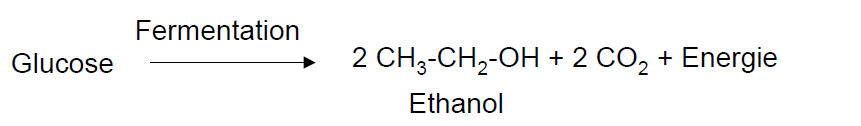 Fermentation
Glucose 2 CH₃-CH₂-OH + 2 CO₂ + Energie
Ethanol